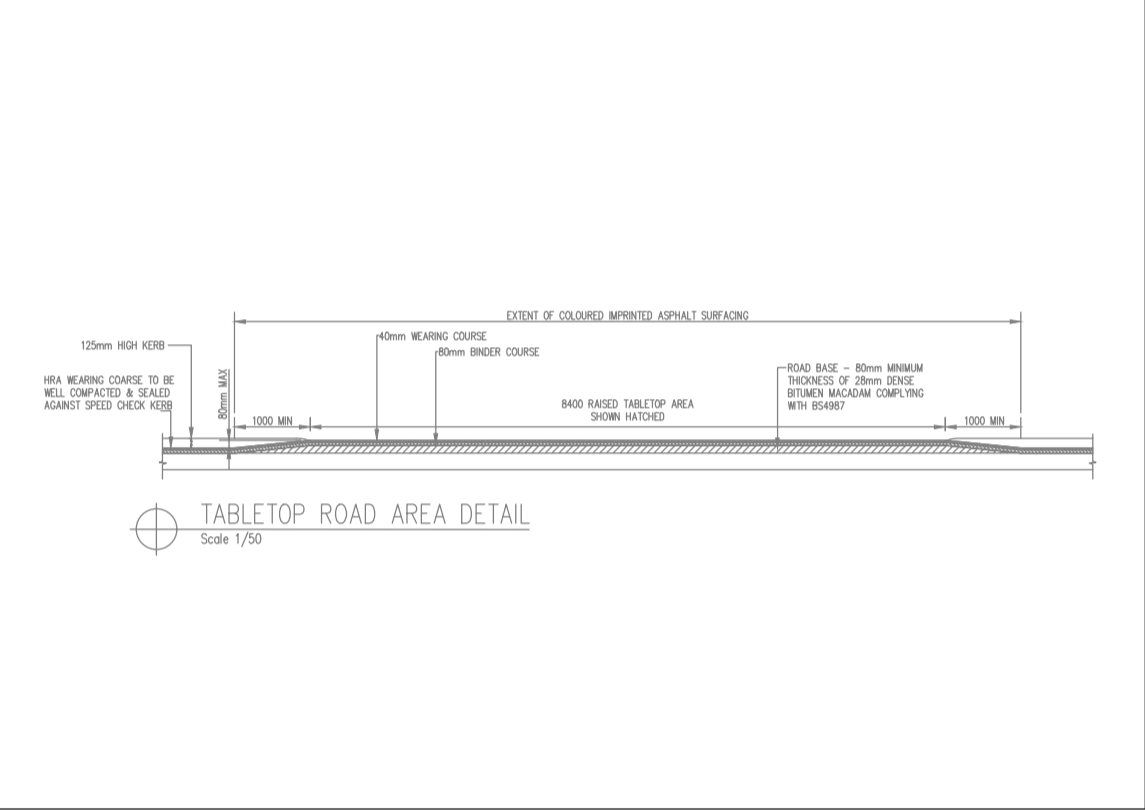 EXTENT OF COLOURED IMPRINTED ASPHALT SURFACING
40mm WEARING COURSE
80mm BINDER COURSE
125mm HIGH KERB
HRA WEARING COARSE TO BE
WELL COMPACTED & SEALED
AGAINST SPEED CHECK KERB
80mm MAX
1000 MIN
8400 RAISED TABLETOP AREA
SHOWN HATCHED
ROAD BASE - 80mm MINIMUM
THICKNESS OF 28mm DENSE
BITUMEN MACADAM COMPLYING
WITH BS4987
1000 MIN
TABLETOP ROAD AREA DETAIL
Scale 1/50